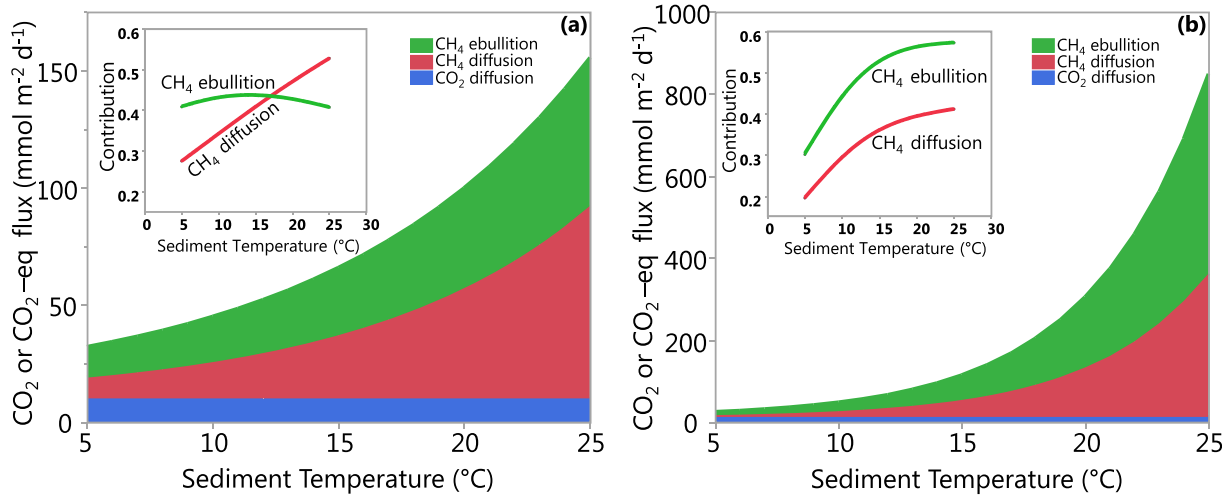 (a)
CO₂ or CO₂–eq flux (mmol m⁻² d⁻¹)
150
100
50
0
5
10
15
20
25
Sediment Temperature (°C)
CH₄ ebullition
CH₄ diffusion
CO₂ diffusion
Contribution
0.6
0.5
0.4
0.3
0.2
0
5
10
15
20
25
30
Sediment Temperature (°C)
CH₄ ebullition
CH₄ diffusion
(b)
CO₂ or CO₂–eq flux (mmol m⁻² d⁻¹)
1000
800
600
400
200
0
5
10
15
20
25
Sediment Temperature (°C)
CH₄ ebullition
CH₄ diffusion
CO₂ diffusion
Contribution
0.6
0.5
0.4
0.3
0.2
0
5
10
15
20
25
30
Sediment Temperature (°C)
CH₄ ebullition
CH₄ diffusion